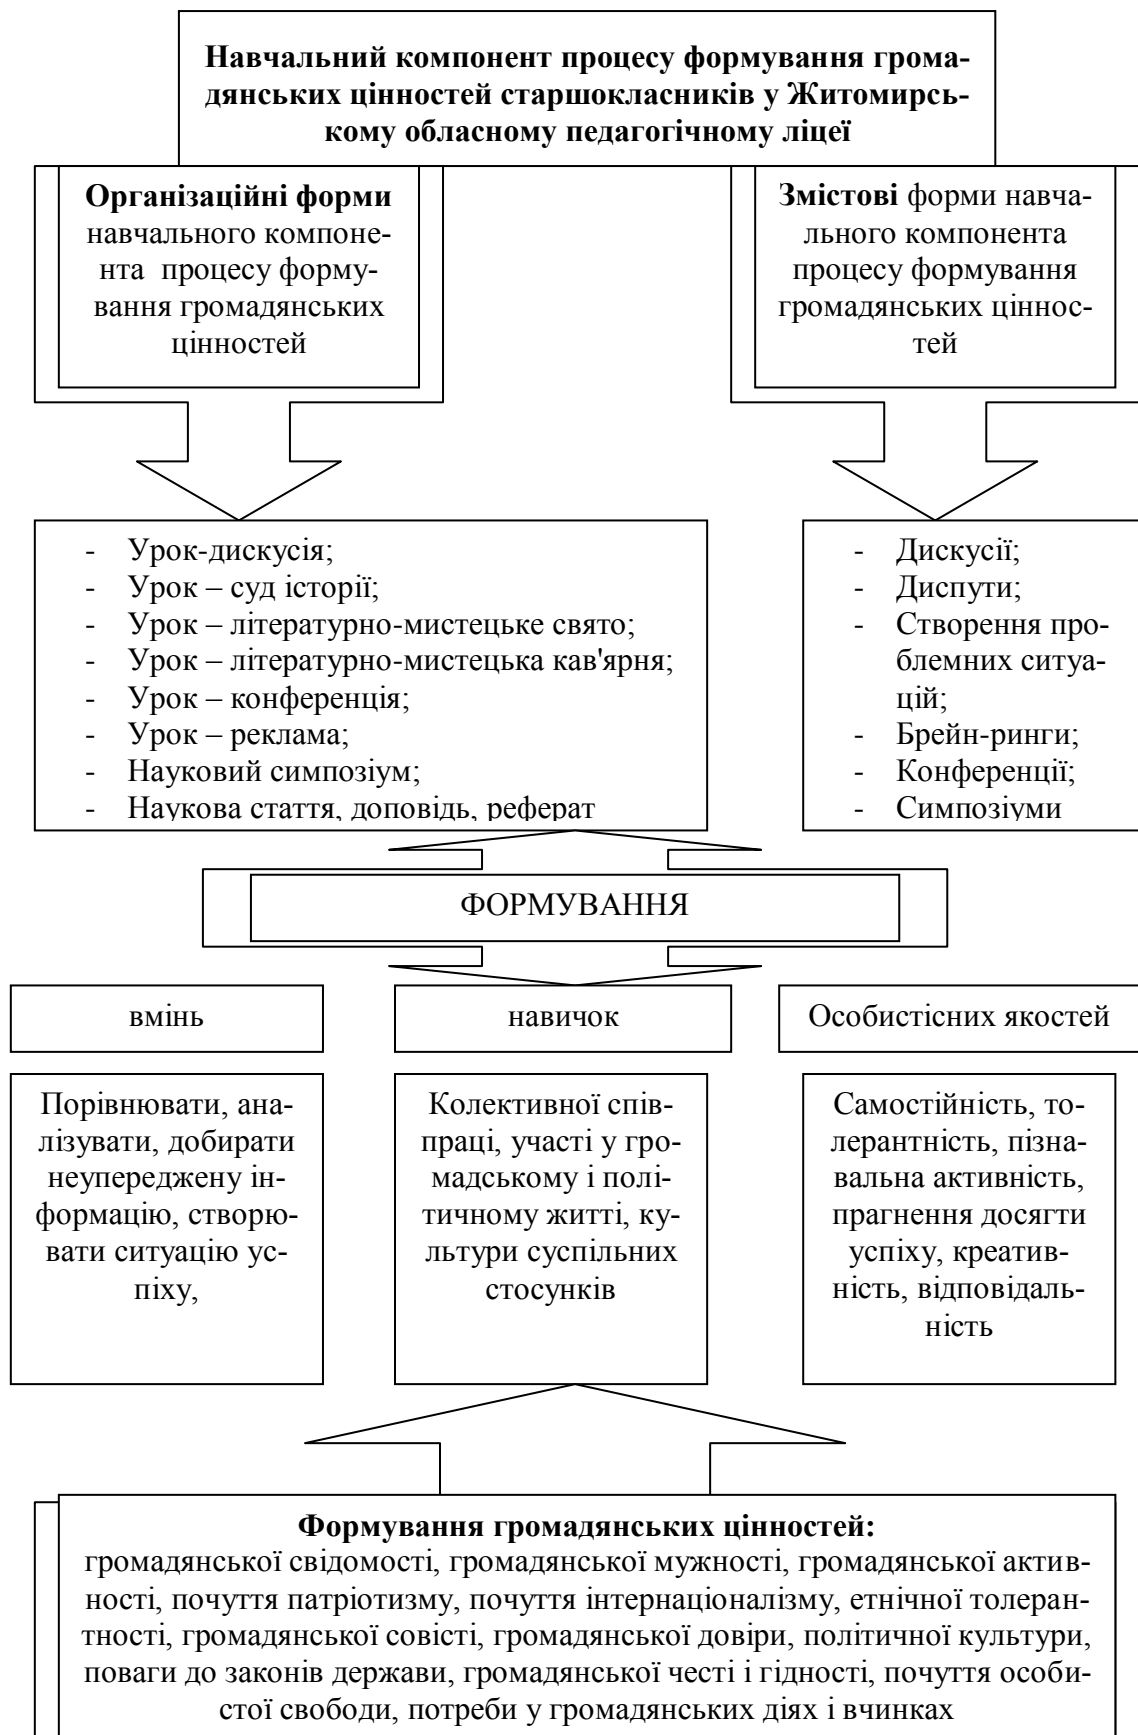 Навчальний компонент процесу формування грома-
дянських цінностей старшокласників у Житомирсь-
кому обласному педагогічному ліцеї
Організаційні форми
навчального компоне-
нта процесу форму-
вання громадянських
цінностей
Змістові форми навча-
льного компонента
процесу формування
громадянських ціннос-
тей
- Урок-дискусія;
- Урок – суд історії;
- Урок – літературно-мистецьке свято;
- Урок – літературно-мистецька кав'ярня;
- Урок – конференція;
- Урок – реклама;
- Науковий симпозіум;
- Наукова стаття, доповідь, реферат
- Дискусії;
- Диспути;
- Створення про-
блемних ситуа-
цій;
- Брейн-ринги;
- Конференції;
- Симпозіуми
ФОРМУВАННЯ
вмінь
навичок
Особистісних якостей
Порівнювати, ана-
лізувати, добирати
неупереджену ін-
формацію, створю-
вати ситуацію ус-
піху,
Колективної спів-
праці, участі у гро-
мадському і полі-
тичному житті, ку-
льтури суспільних
стосунків
Самостійність, то-
лерантність, пізна-
вальна активність,
прагнення досягти
успіху, креатив-
ність, відповідаль-
ність
Формування громадянських цінностей:
громадянської свідомості, громадянської мужності, громадянської актив-
ності, почуття патріотизму, почуття інтернаціоналізму, етнічної толеран-
тності, громадянської совісті, громадянської довіри, політичної культури,
поваги до законів держави, громадянської честі і гідності, почуття особи-
стої свободи, потреби у громадянських діях і вчинках